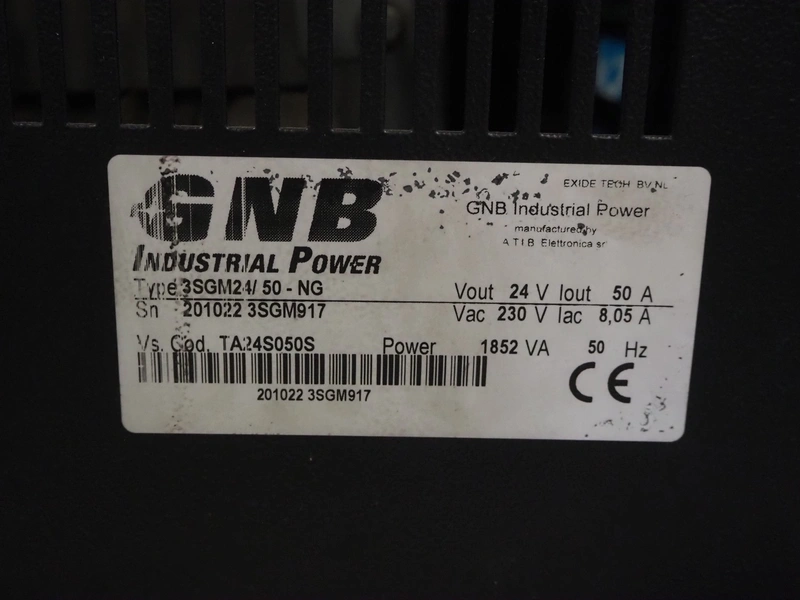 GNB
INDUSTRIAL POWER
EXIDE TECH BV NL
GNB Industrial Power
manufactured by
A.T.I.B Elettronica srl
Type 3SGM24/ 50 - NG
Vout 24 V Iout 50 A
Sn 201022 3SGM917
Vac 230 V Iac 8,05 A
Vs. Cod. TA24S050S
Power 1852 VA 50 Hz
201022 3SGM917
CE